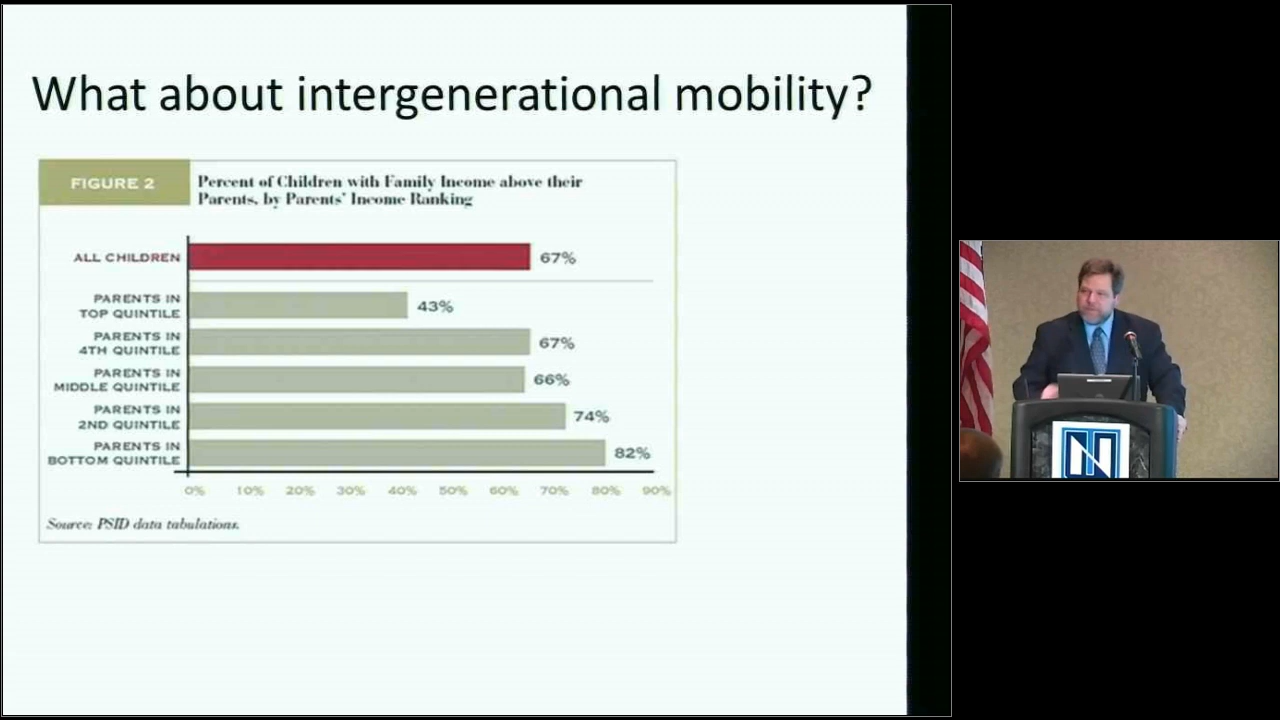 What about intergenerational mobility?
FIGURE 2
Percent of Children with Family Income above their
Parents, by Parents' Income Ranking
ALL CHILDREN
67%
PARENTS IN
TOP QUINTILE
43%
PARENTS IN
4TH QUINTILE
67%
PARENTS IN
MIDDLE QUINTILE
66%
PARENTS IN
2ND QUINTILE
74%
PARENTS IN
BOTTOM QUINTILE
82%
0% 10% 20% 30% 40% 50% 60% 70% 80% 90%
Source: PSID data tabulations.
N